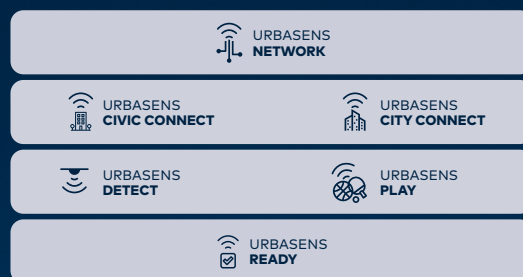 URBASENS
NETWORK
URBASENS
CIVIC CONNECT
URBASENS
CITY CONNECT
URBASENS
DETECT
URBASENS
PLAY
URBASENS
READY